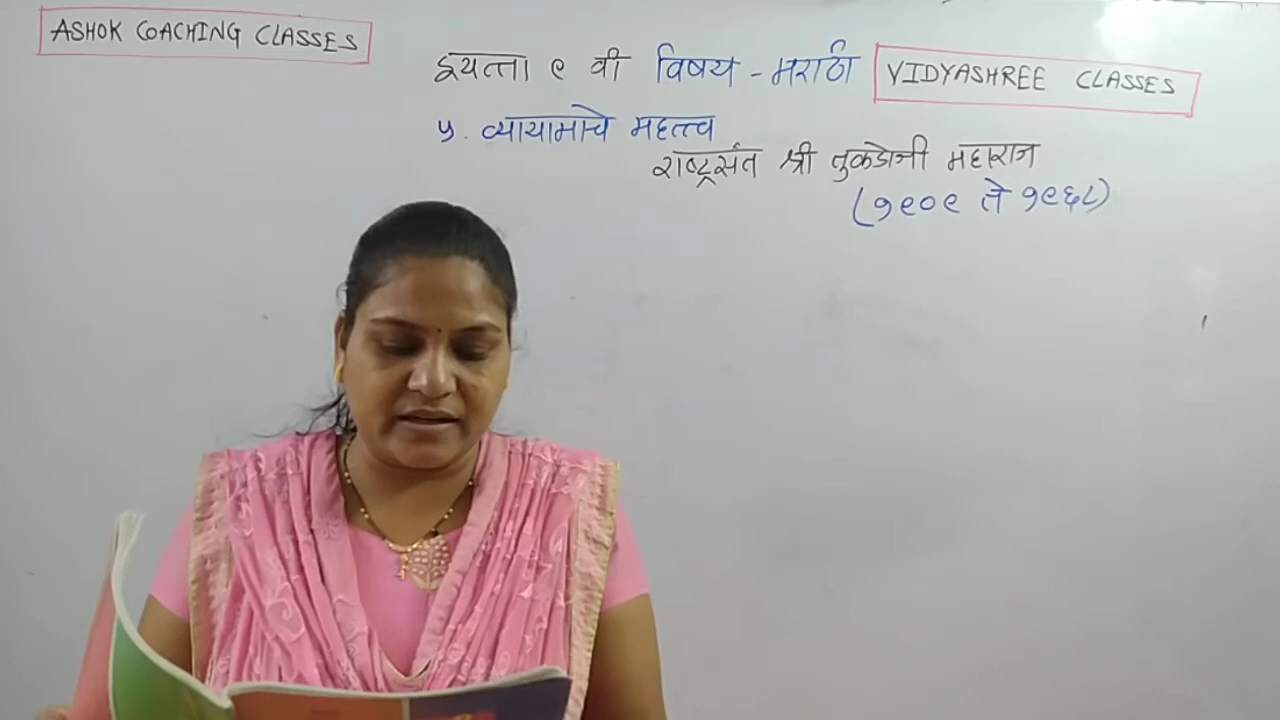 ASHOK COACHING CLASSES
इयत्ता ९ वी विषय - मराठी
VIDYASHREE CLASSES
५. व्यायामाचे महत्त्व
राष्ट्रसंत श्री तुकडोजी महाराज
(१९०९ ते १९६८)